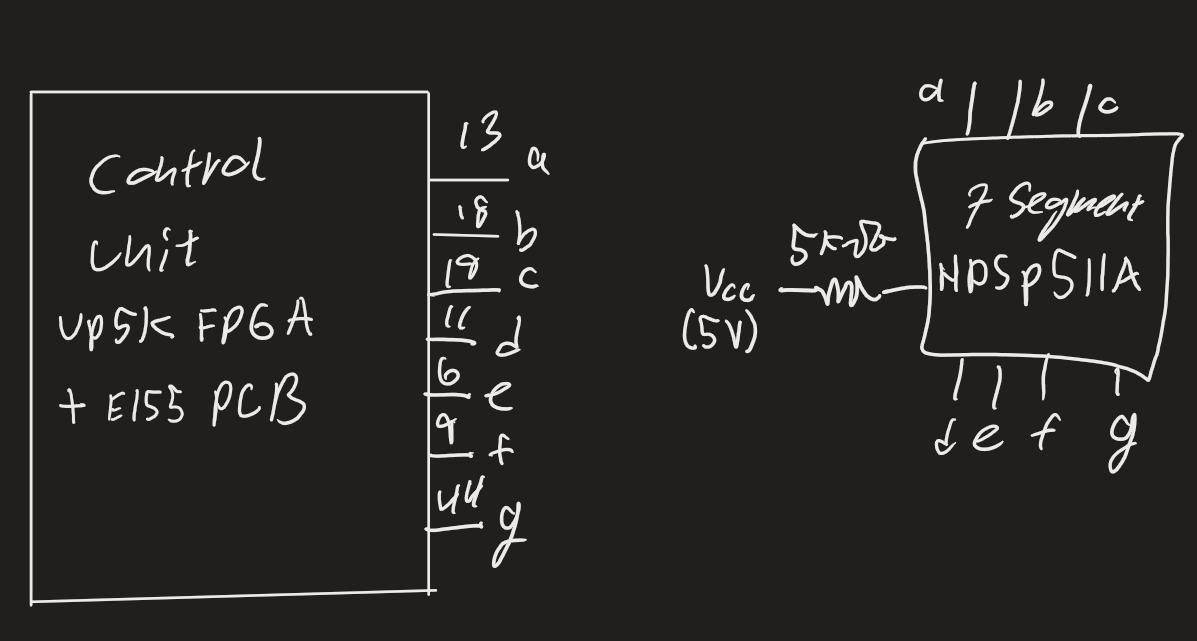 Control
unit
up5k FPGA
+ E155 PCB
13
a
18
b
19
c
11
d
6
e
9
f
44
g
Vcc
(5V)
5kΩ
a
b
c
7 Segment
HDSP511A
d e f g